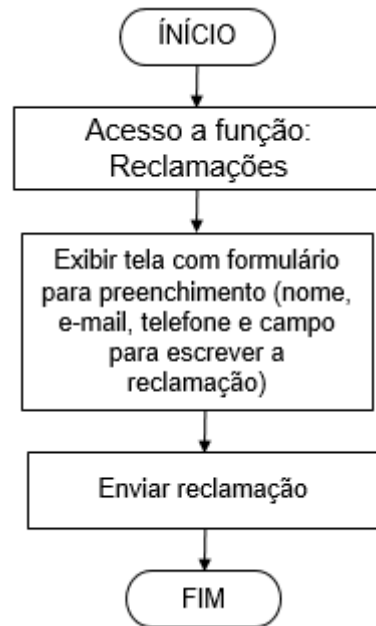 ÍNÍCIO
Acesso a função:
Reclamações
Exibir tela com formulário
para preenchimento (nome,
e-mail, telefone e campo
para escrever a
reclamação)
Enviar reclamação
FIM